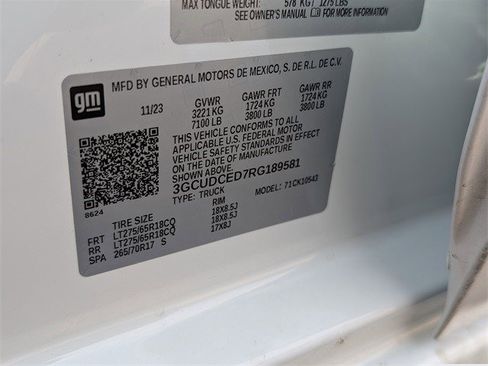 MAX TONGUE WEIGHT: 578 KG / 1275 LBS
SEE OWNER'S MANUAL FOR MORE INFORMATION
gm
MFD BY GENERAL MOTORS DE MEXICO, S. DE R.L. DE C.V.
11/23 GVWR GAWR FRT GAWR RR
3221 KG 1724 KG 1724 KG
7100 LB 3800 LB 3800 LB
THIS VEHICLE CONFORMS TO ALL
APPLICABLE U.S. FEDERAL MOTOR
VEHICLE SAFETY STANDARDS IN EFFECT
ON THE DATE OF MANUFACTURE
SHOWN ABOVE.
3GCUDCED7RG189581
TYPE: TRUCK MODEL: 71CK10543
8624
TIRE SIZE RIM
FRT LT275/65R18CQ 18X8.5J
RR LT275/65R18CQ 18X8.5J
SPA 265/70R17 S 17X8J